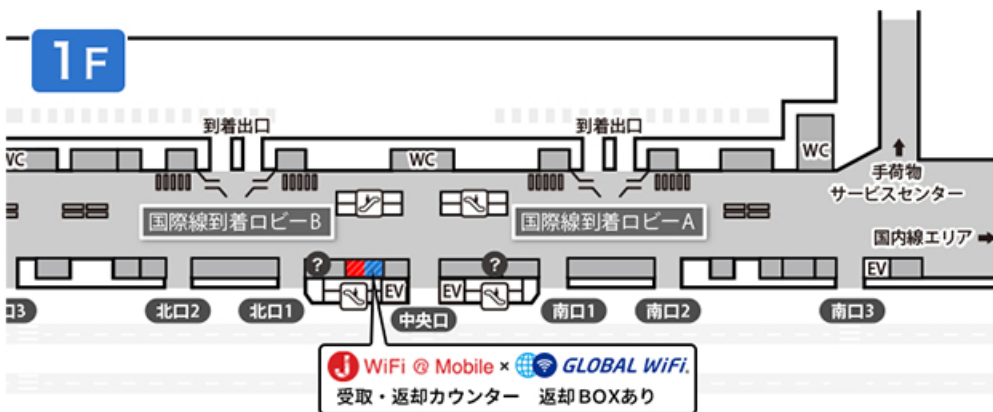 1F
到着出口
到着出口
WC
WC
WC
手荷物
サービスセンター
国際線到着ロビーB
国際線到着ロビーA
国内線エリア
?
?
EV
EV
EV
口3
北口2
北口1
中央口
南口1
南口2
南口3
J WiFi @ Mobile × GLOBAL WiFi.
受取・返却カウンター 返却BOXあり